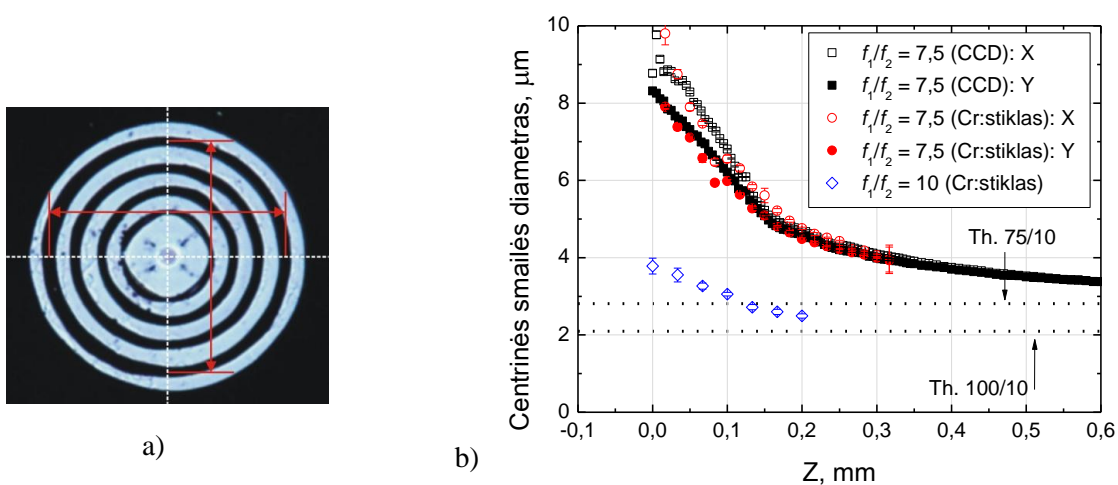 a)
b)
Centrinės smailės diametras, μm
10
8
6
4
2
0
f₁/f₂ = 7,5 (CCD): X
f₁/f₂ = 7,5 (CCD): Y
f₁/f₂ = 7,5 (Cr:stiklas): X
f₁/f₂ = 7,5 (Cr:stiklas): Y
f₁/f₂ = 10 (Cr:stiklas)
Th. 75/10
Th. 100/10
-0,1 0,0 0,1 0,2 0,3 0,4 0,5 0,6
Z, mm